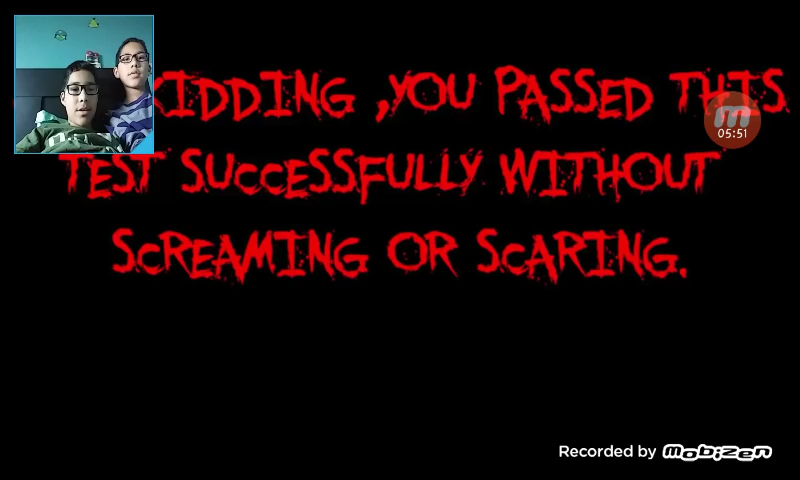 KIDDING ,YOU PASSED THIS
TEST SUCCESSFULLY WITHOUT
SCREAMING OR SCARING.
05:51
Recorded by mobizen